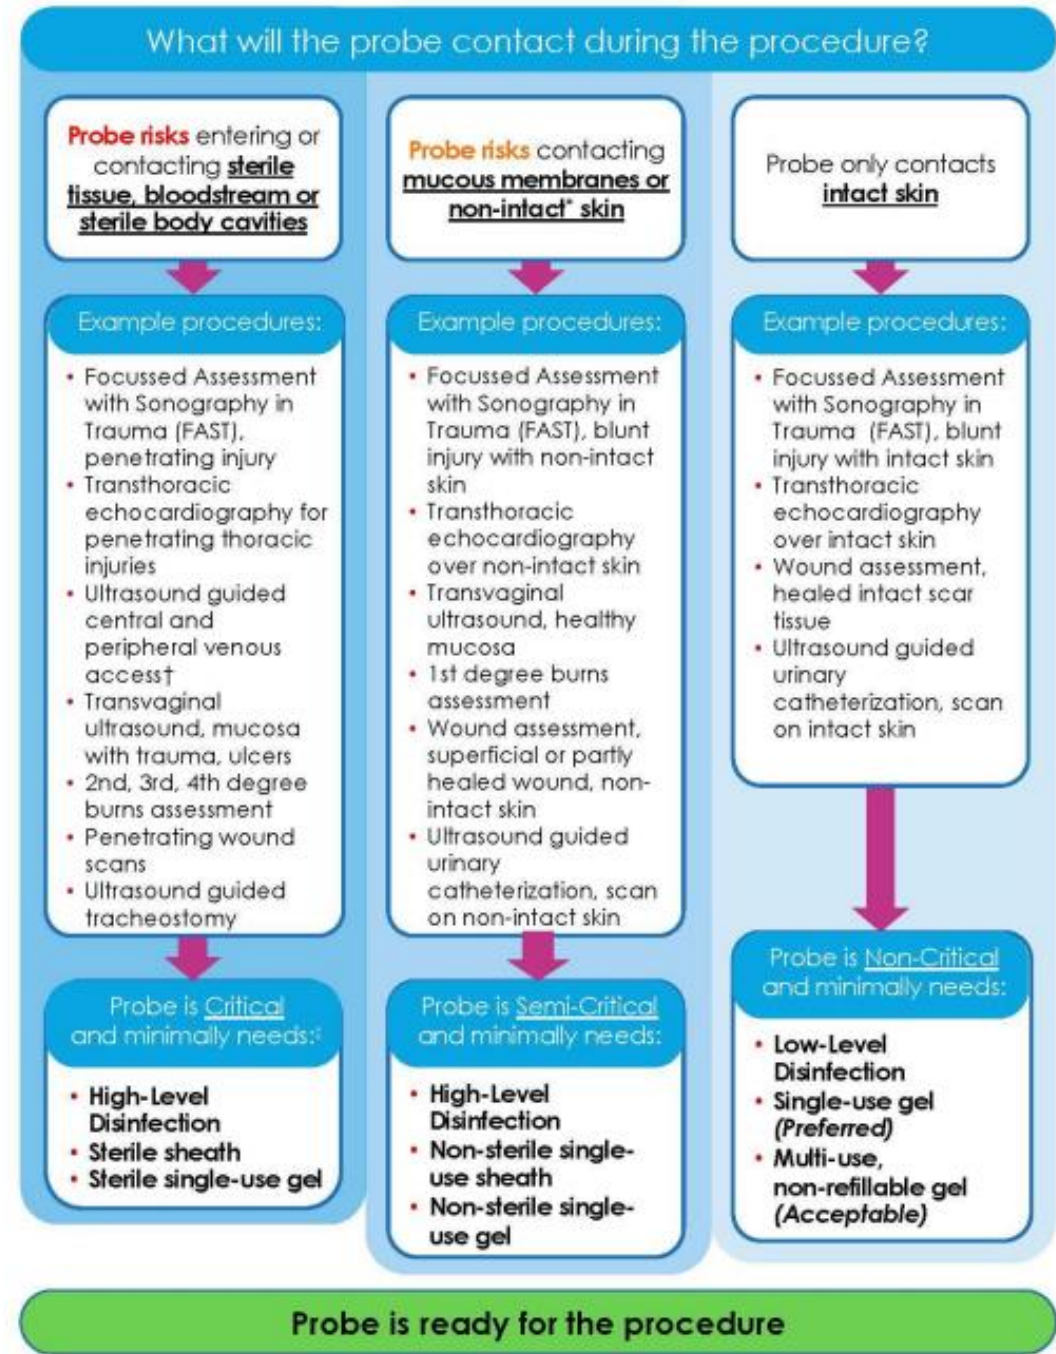 What will the probe contact during the procedure?
Probe risks entering or
contacting sterile
tissue, bloodstream or
sterile body cavities
Example procedures:
• Focussed Assessment
with Sonography in
Trauma (FAST),
penetrating injury
• Transthoracic
echocardiography for
penetrating thoracic
injuries
• Ultrasound guided
central and
peripheral venous
access†
• Transvaginal
ultrasound, mucosa
with trauma, ulcers
• 2nd, 3rd, 4th degree
burns assessment
• Penetrating wound
scans
• Ultrasound guided
tracheostomy
Probe is Critical
and minimally needs:
• High-Level
Disinfection
• Sterile sheath
• Sterile single-use gel
Probe risks contacting
mucous membranes or
non-intact* skin
Example procedures:
• Focussed Assessment
with Sonography in
Trauma (FAST), blunt
injury with non-intact
skin
• Transthoracic
echocardiography
over non-intact skin
• Transvaginal
ultrasound, healthy
mucosa
• 1st degree burns
assessment
• Wound assessment,
superficial or partly
healed wound, non-
intact skin
• Ultrasound guided
urinary
catheterization, scan
on non-intact skin
Probe is Semi-Critical
and minimally needs:
• High-Level
Disinfection
• Non-sterile single-
use sheath
• Non-sterile single-
use gel
Probe only contacts
intact skin
Example procedures:
• Focussed Assessment
with Sonography in
Trauma (FAST), blunt
injury with intact skin
• Transthoracic
echocardiography
over intact skin
• Wound assessment,
healed intact scar
tissue
• Ultrasound guided
urinary
catheterization, scan
on intact skin
Probe is Non-Critical
and minimally needs:
• Low-Level
Disinfection
• Single-use gel
(Preferred)
• Multi-use,
non-refillable gel
(Acceptable)
Probe is ready for the procedure